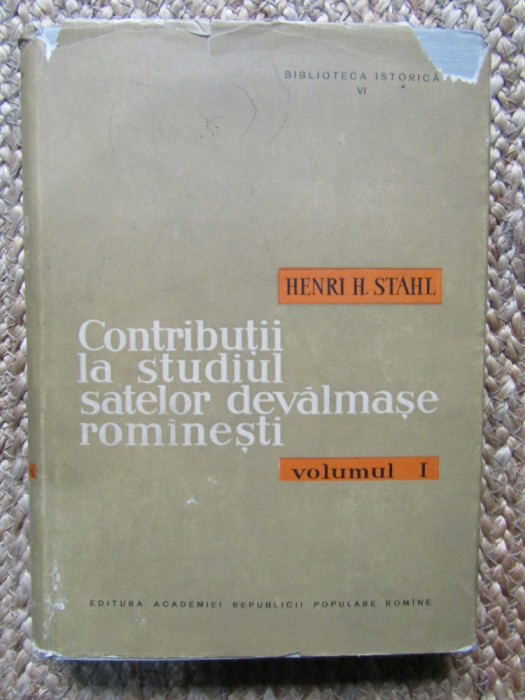 BIBLIOTECA ISTORICĂ
VI
HENRI H. STAHL
Contribuții
la studiul
satelor devălmașe
romînești
volumul I
EDITURA ACADEMIEI REPUBLICII POPULARE ROMÎNE